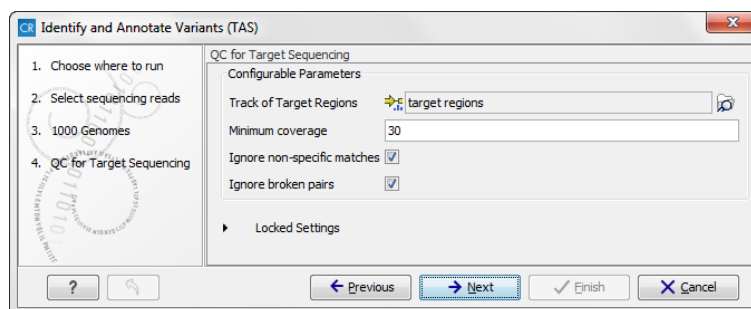 CR Identify and Annotate Variants (TAS)
1. Choose where to run
2. Select sequencing reads
3. 1000 Genomes
4. QC for Target Sequencing
QC for Target Sequencing
Configurable Parameters
Track of Target Regions target regions
Minimum coverage 30
Ignore non-specific matches
Ignore broken pairs
Locked Settings
? Previous Next Finish Cancel